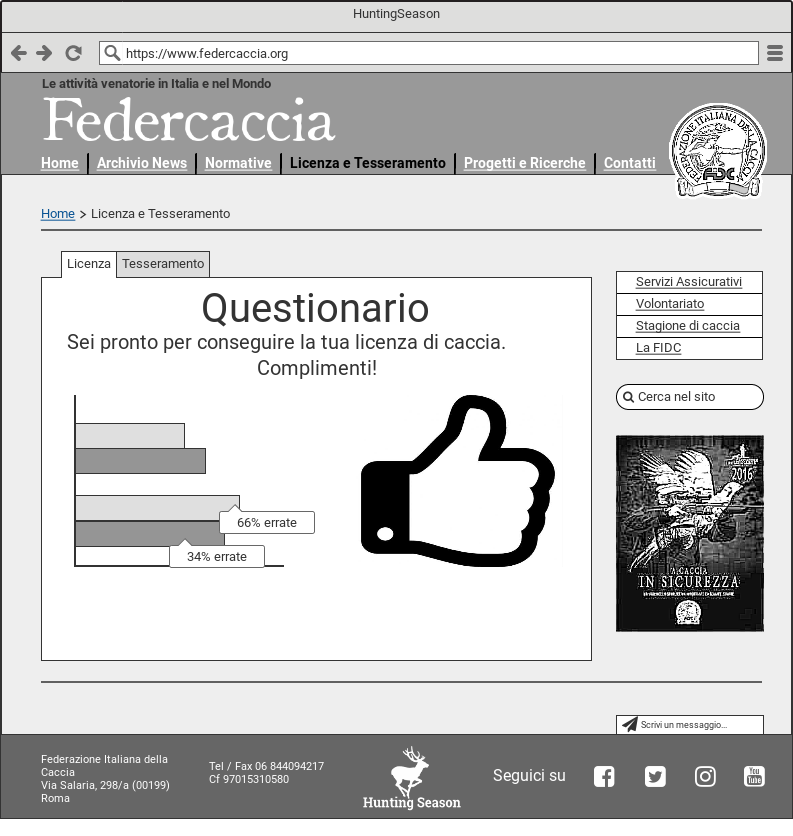 HuntingSeason
https://www.federcaccia.org
Le attività venatorie in Italia e nel Mondo
Federcaccia
Home
Archivio News
Normative
Licenza e Tesseramento
Progetti e Ricerche
Contatti
FEDERAZIONE ITALIANA DELLA CACCIA
FIDC
Home > Licenza e Tesseramento
Licenza
Tesseramento
Questionario
Sei pronto per conseguire la tua licenza di caccia.
Complimenti!
66% errate
34% errate
Servizi Assicurativi
Volontariato
Stagione di caccia
La FIDC
Cerca nel sito
2016
A CACCIA
IN SICUREZZA
Scrivi un messaggio...
Federazione Italiana della
Caccia
Via Salaria, 298/a (00199)
Roma
Tel / Fax 06 844094217
Cf 97015310580
Hunting Season
Seguici su
You
Tube